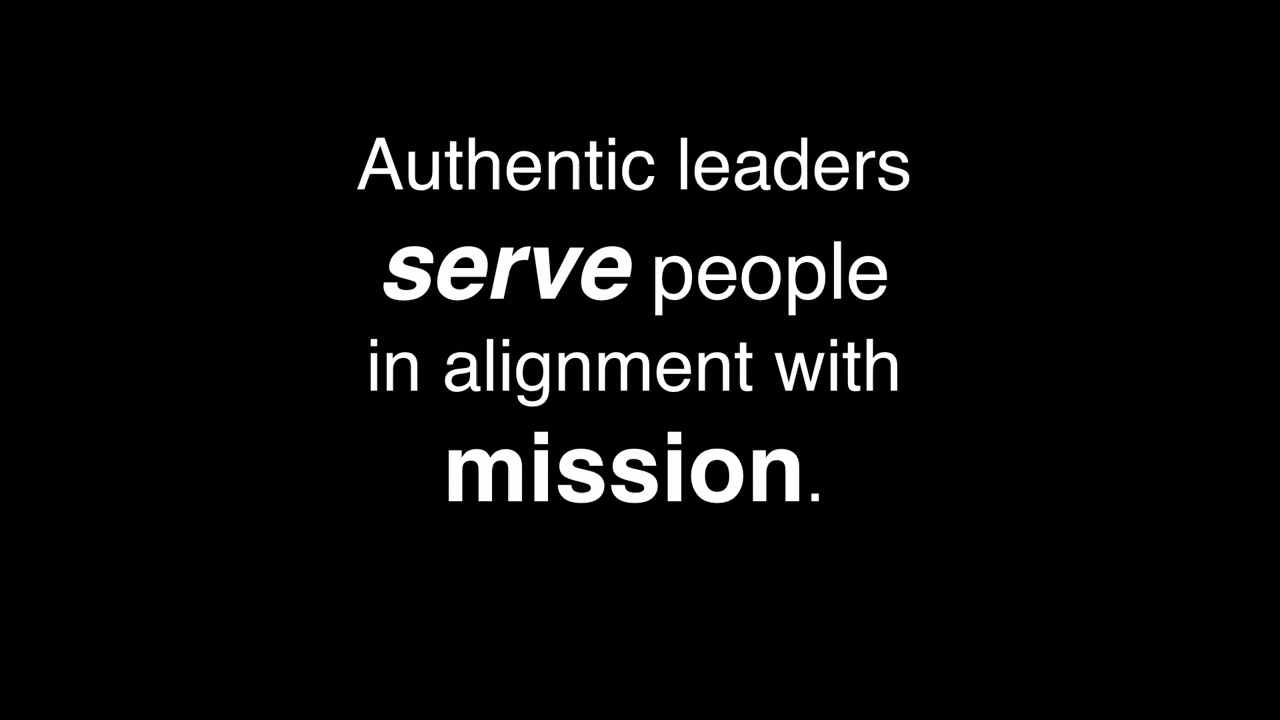 Authentic leaders
serve people
in alignment with
mission.